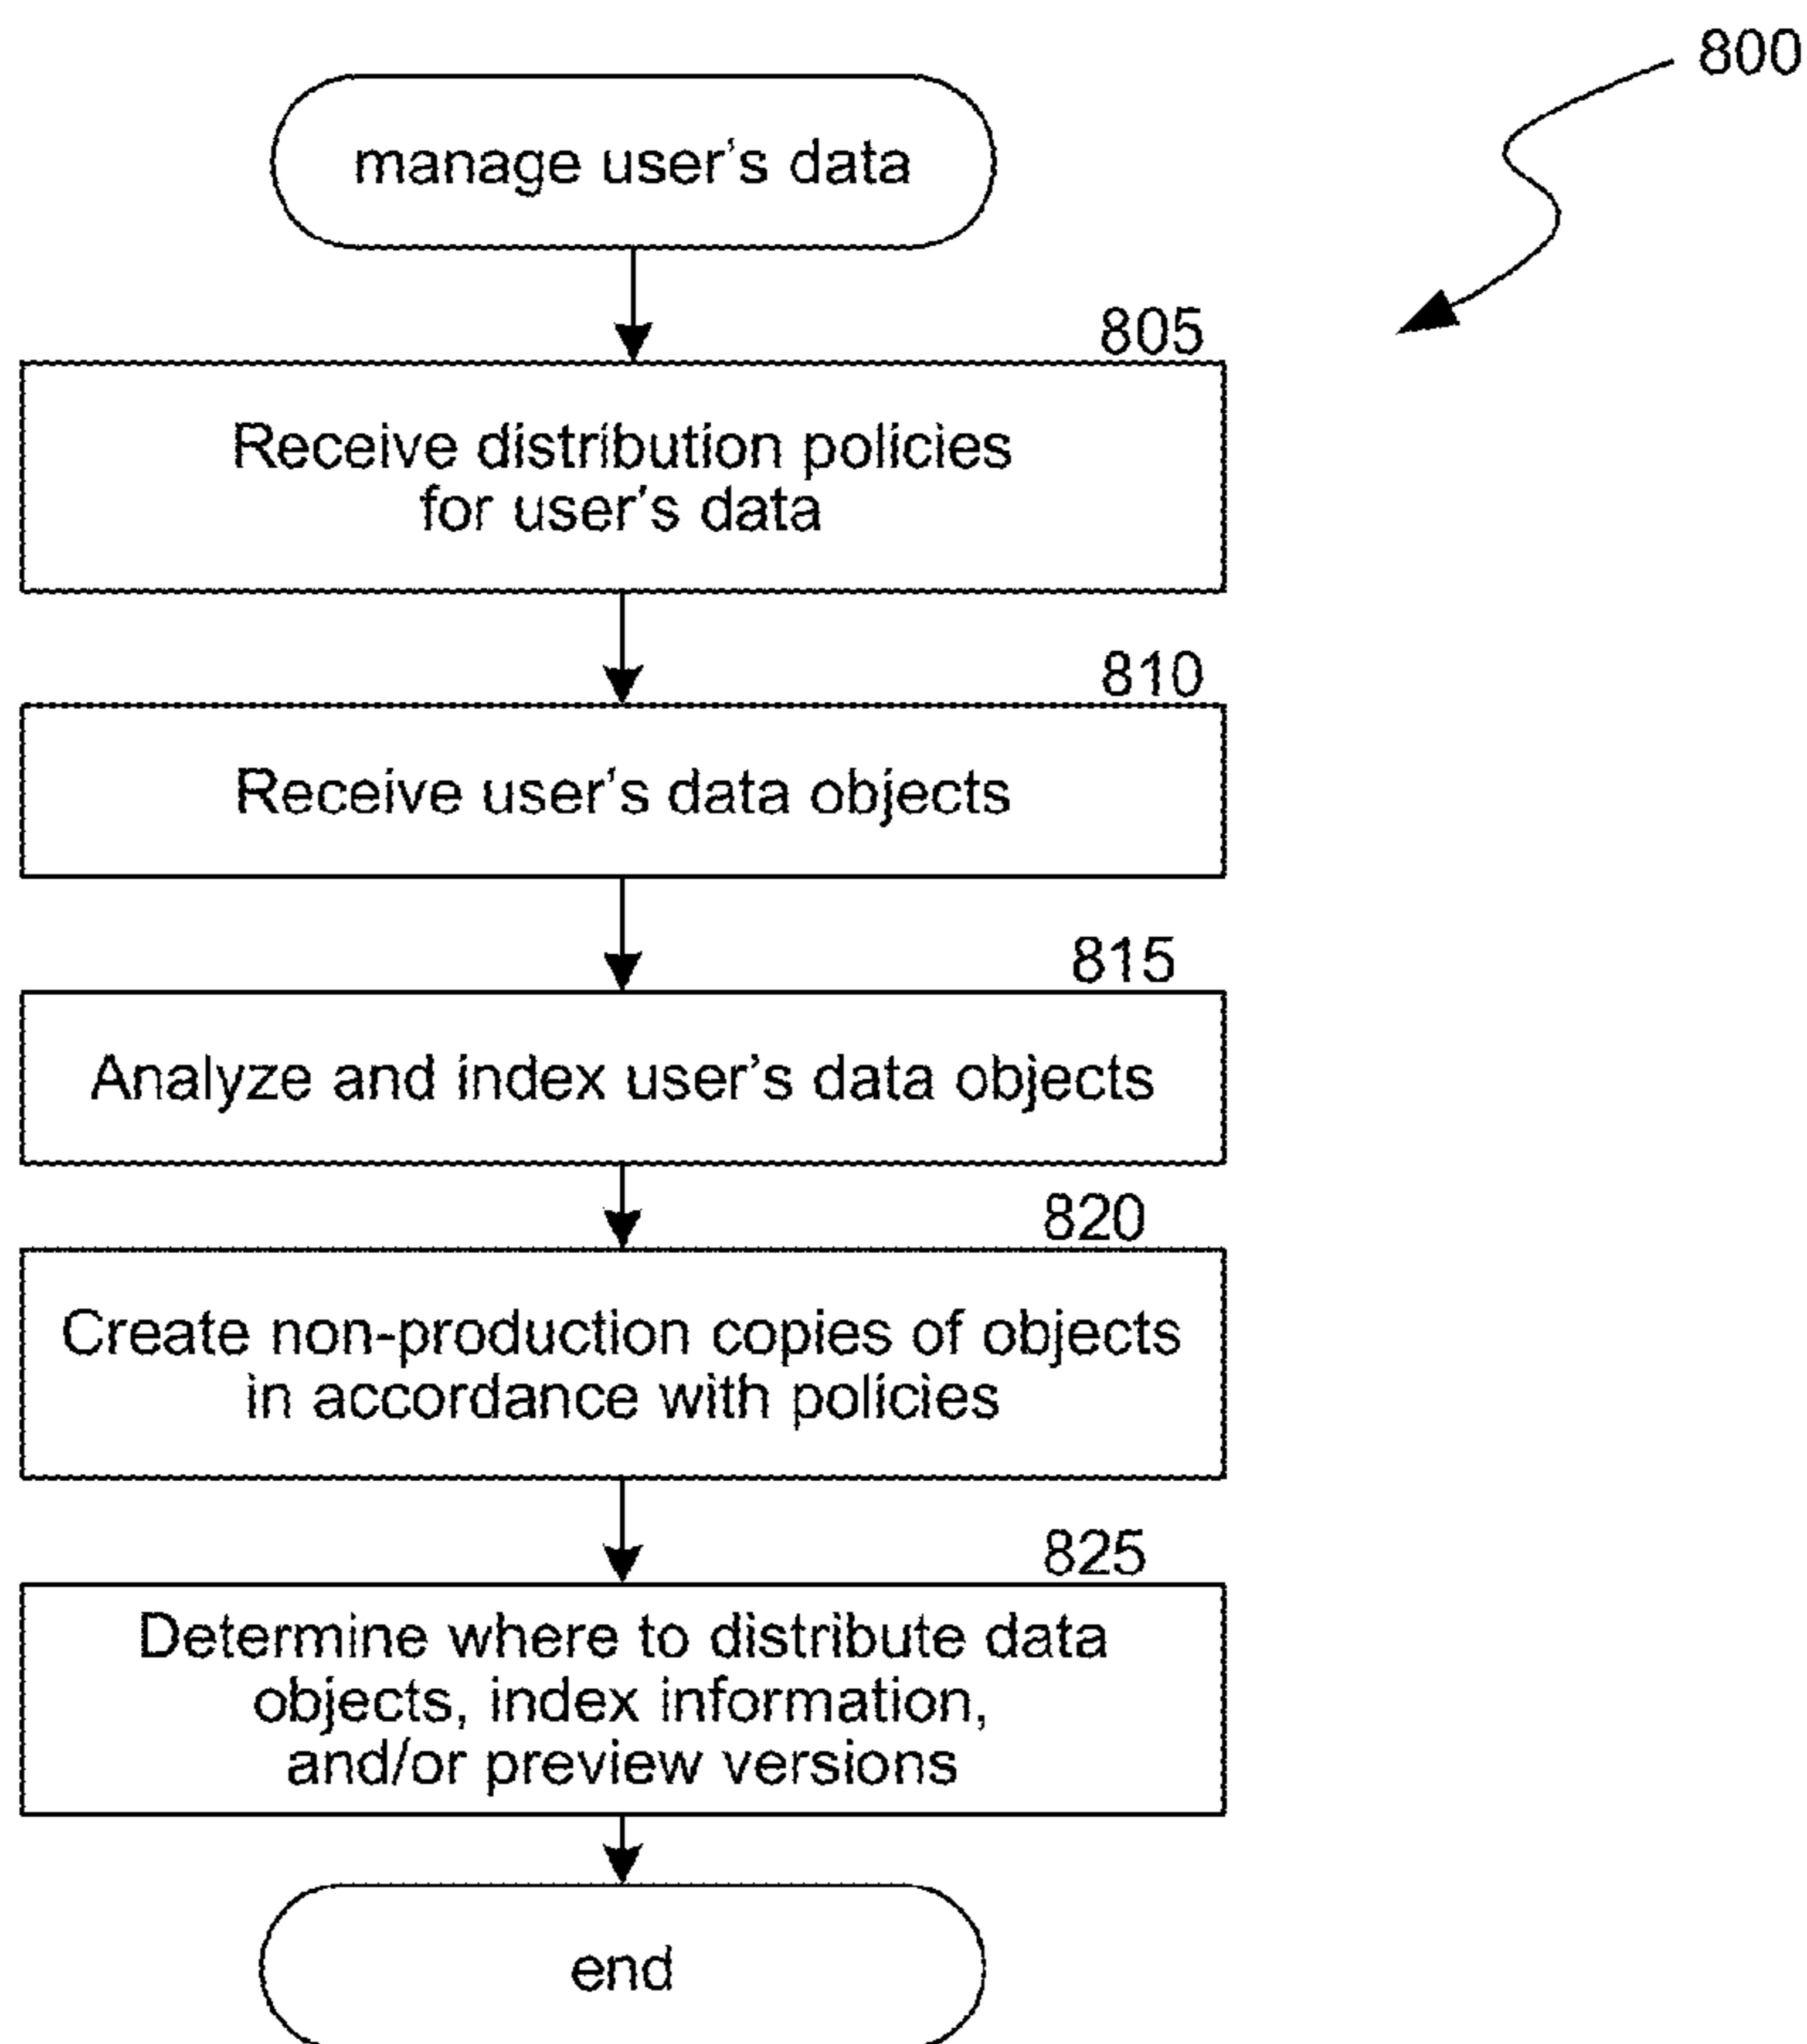 800
manage user's data
805
Receive distribution policies
for user's data
810
Receive user's data objects
815
Analyze and index user's data objects
820
Create non-production copies of objects
in accordance with policies
825
Determine where to distribute data
objects, index information,
and/or preview versions
end